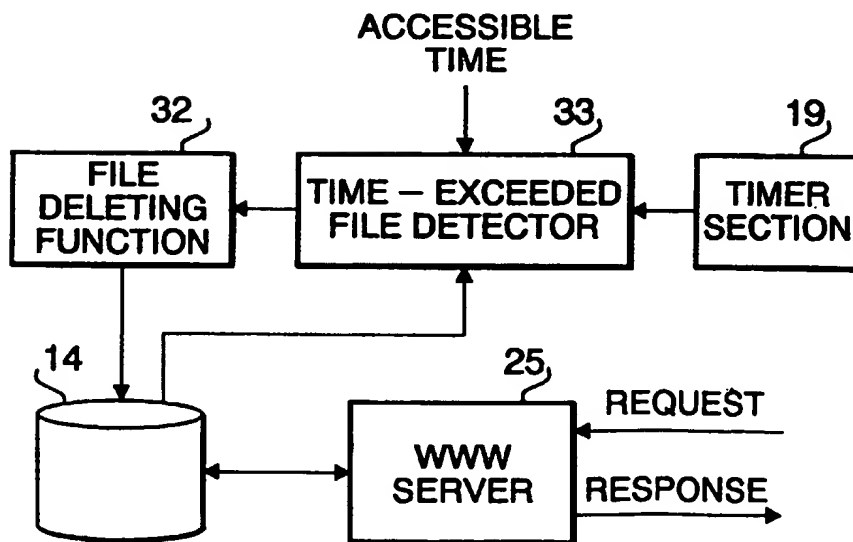 ACCESSIBLE
TIME
32
33
19
FILE
DELETING
FUNCTION
TIME – EXCEEDED
FILE DETECTOR
TIMER
SECTION
14
25
WWW
SERVER
REQUEST
RESPONSE